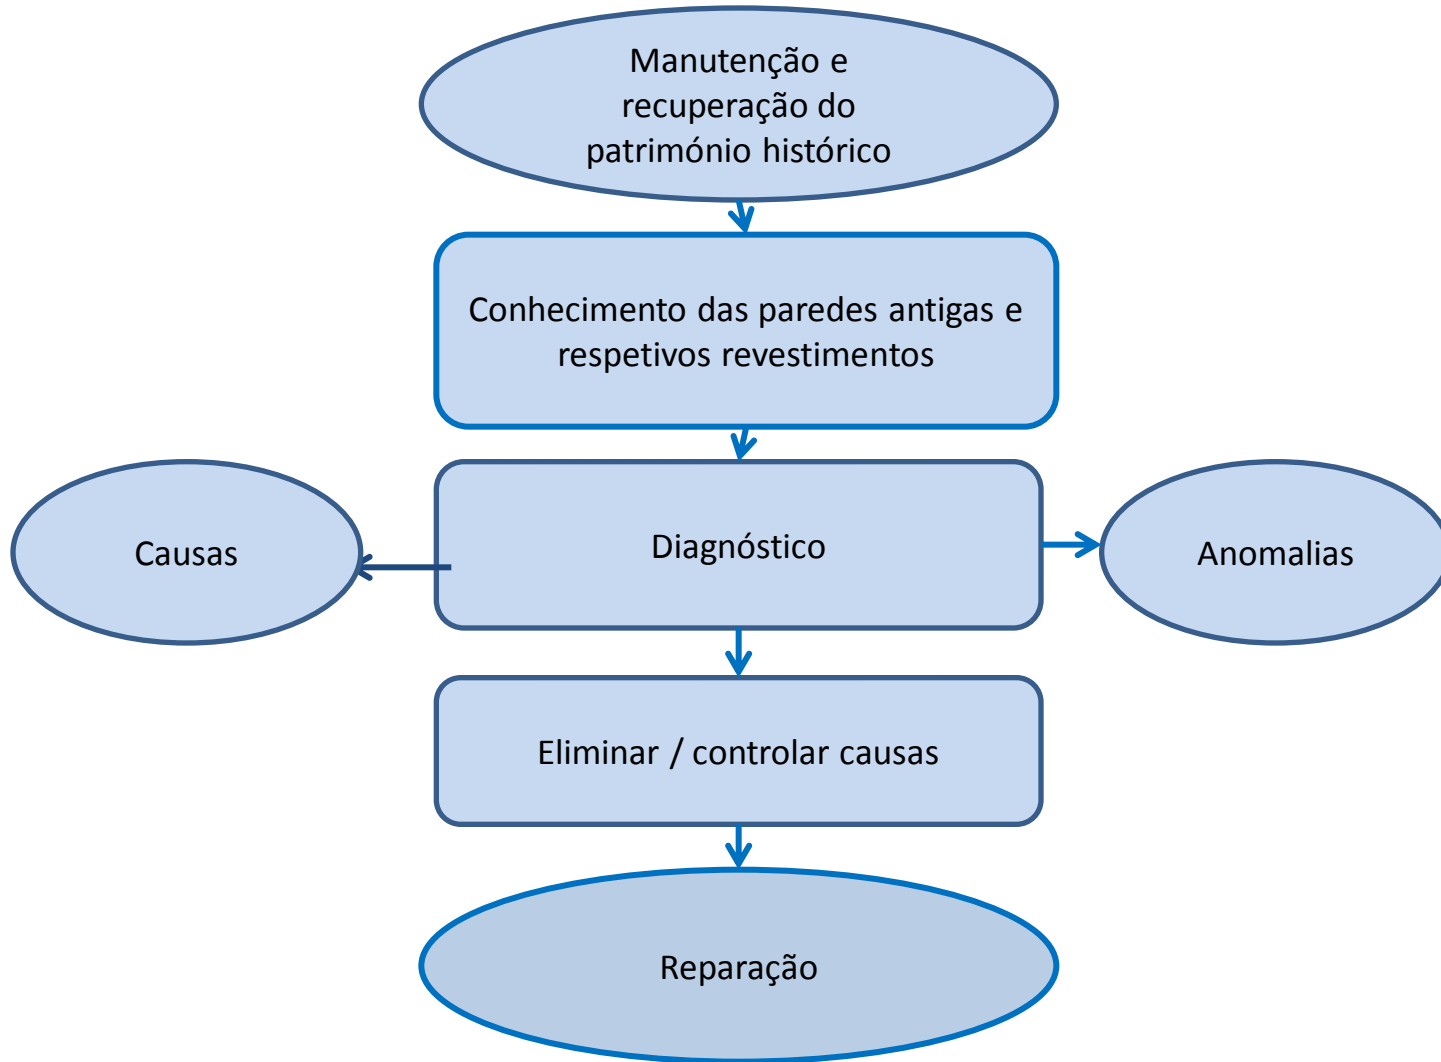 Manutenção e
recuperação do
património histórico
Conhecimento das paredes antigas e
respetivos revestimentos
Causas
Diagnóstico
Anomalias
Eliminar / controlar causas
Reparação